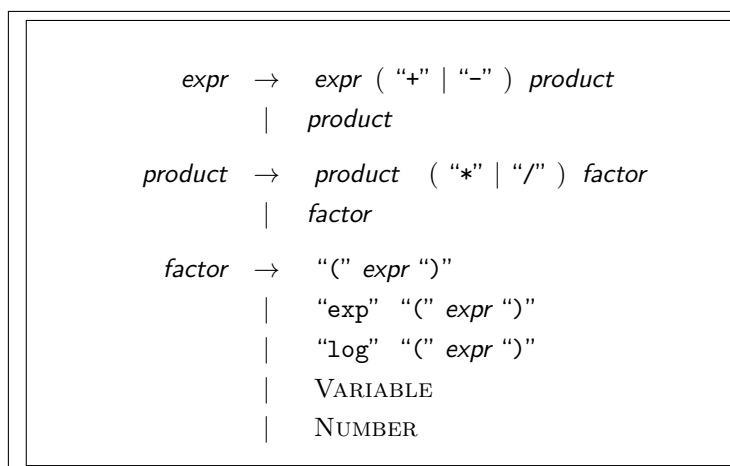 expr → expr ( “+” | “-” ) product
| product
product → product ( “*” | “/” ) factor
| factor
factor → “(” expr “)”
| “exp” “(” expr “)”
| “log” “(” expr “)”
| VARIABLE
| NUMBER